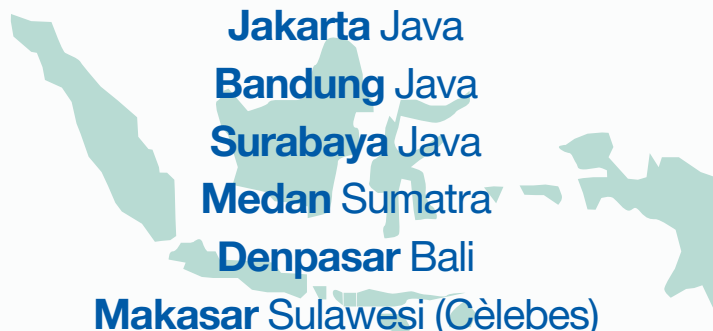 Jakarta Java
Bandung Java
Surabaya Java
Medan Sumatra
Denpasar Bali
Makasar Sulawesi (Cèlebes)